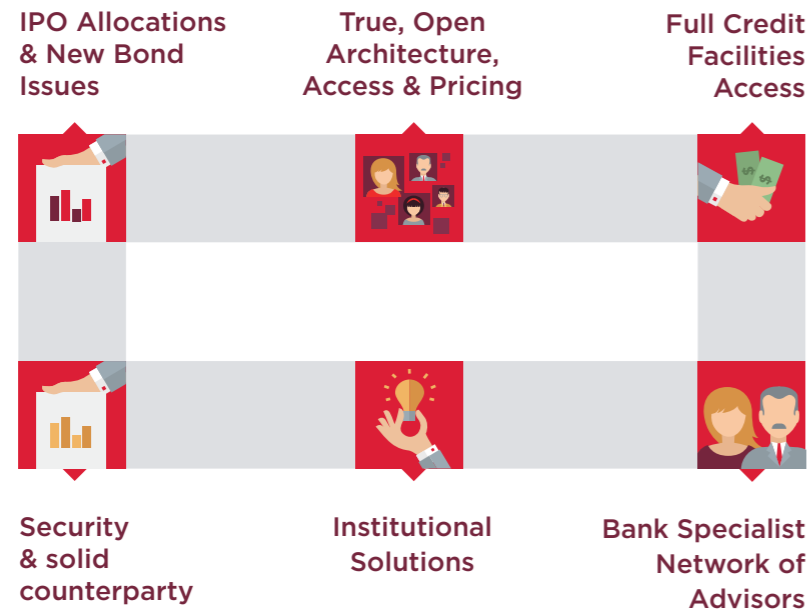 IPO Allocations
& New Bond
Issues
True, Open
Architecture,
Access & Pricing
Full Credit
Facilities
Access
$ $
Security
& solid
counterparty
Institutional
Solutions
Bank Specialist
Network of
Advisors